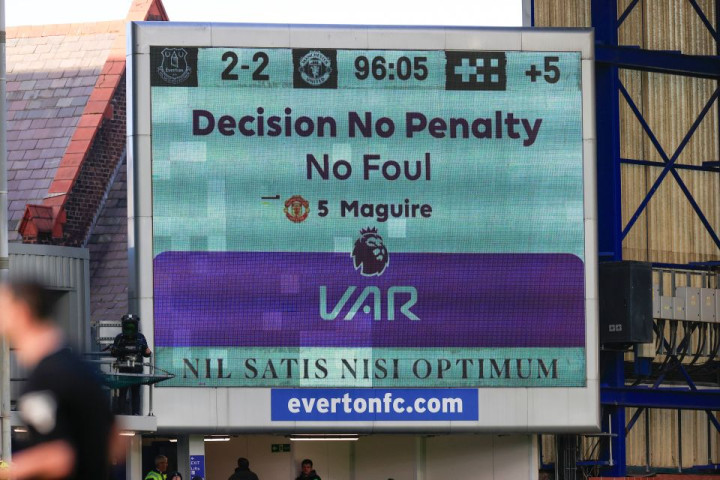 2-2 96:05 +5
Decision No Penalty
No Foul
5 Maguire
VAR
NIL SATIS NISI OPTIMUM
evertonfc.com